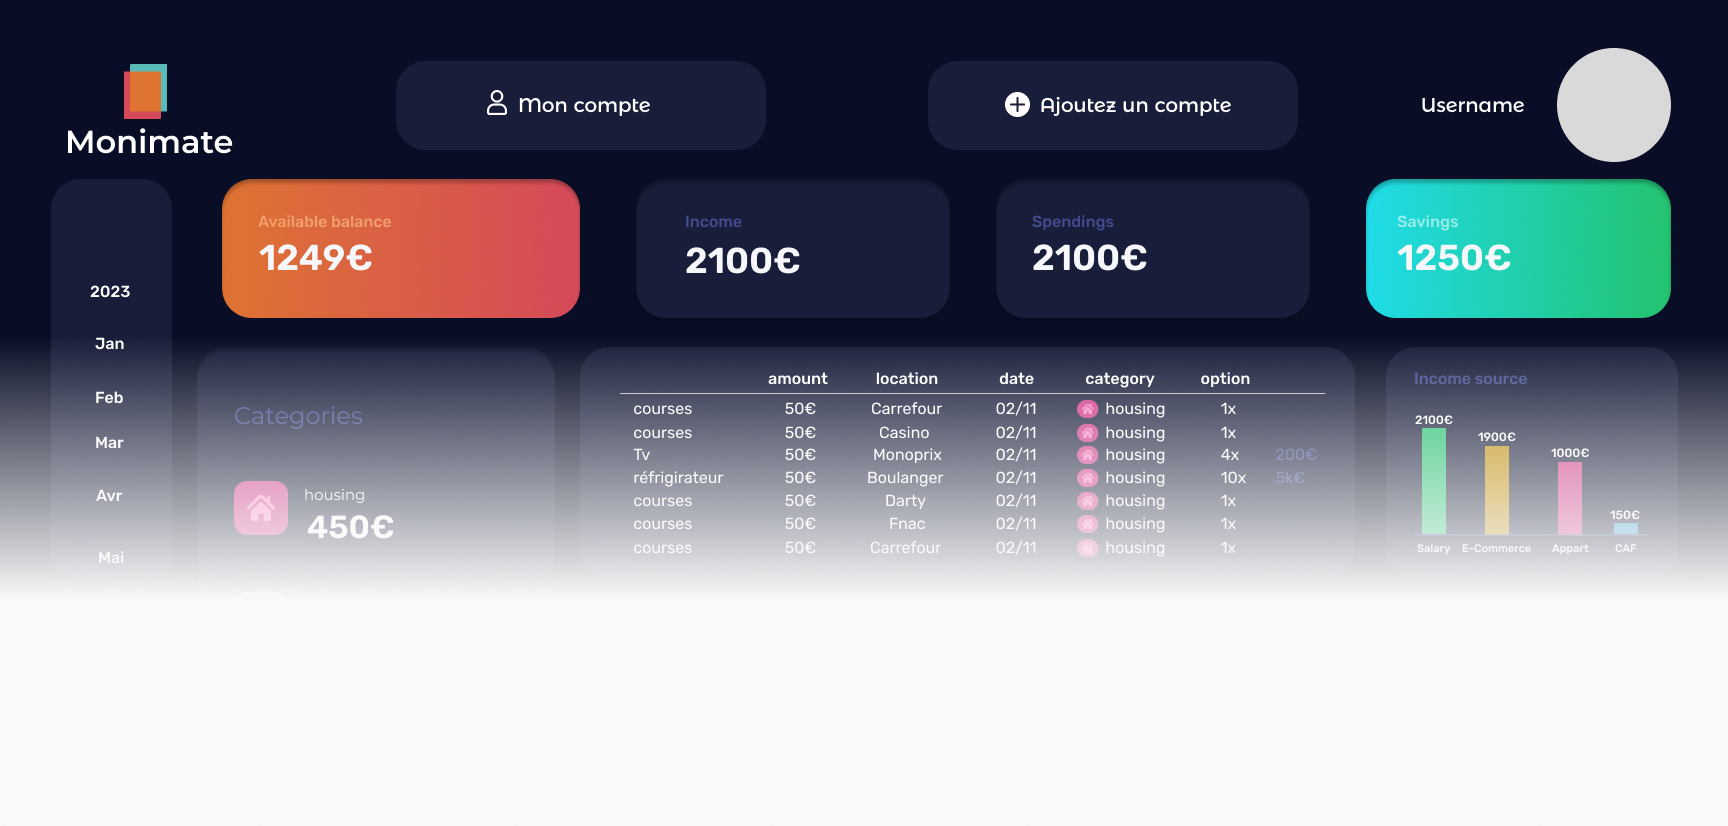 Monimate
Mon compte
Ajoutez un compte
Username
Available balance
1249€
Income
2100€
Spendings
2100€
Savings
1250€
2023
Jan
Feb
Mar
Avr
Mai
Categories
housing
450€
amount location date category option
courses 50€ Carrefour 02/11 housing 1x
courses 50€ Casino 02/11 housing 1x
Tv 50€ Monoprix 02/11 housing 4x 200€
réfrigirateur 50€ Boulanger 02/11 housing 10x 5k€
courses 50€ Darty 02/11 housing 1x
courses 50€ Fnac 02/11 housing 1x
courses 50€ Carrefour 02/11 housing 1x
Income source
2100€ 1900€ 1000€ 150€
Salary E-Commerce Appart CAF